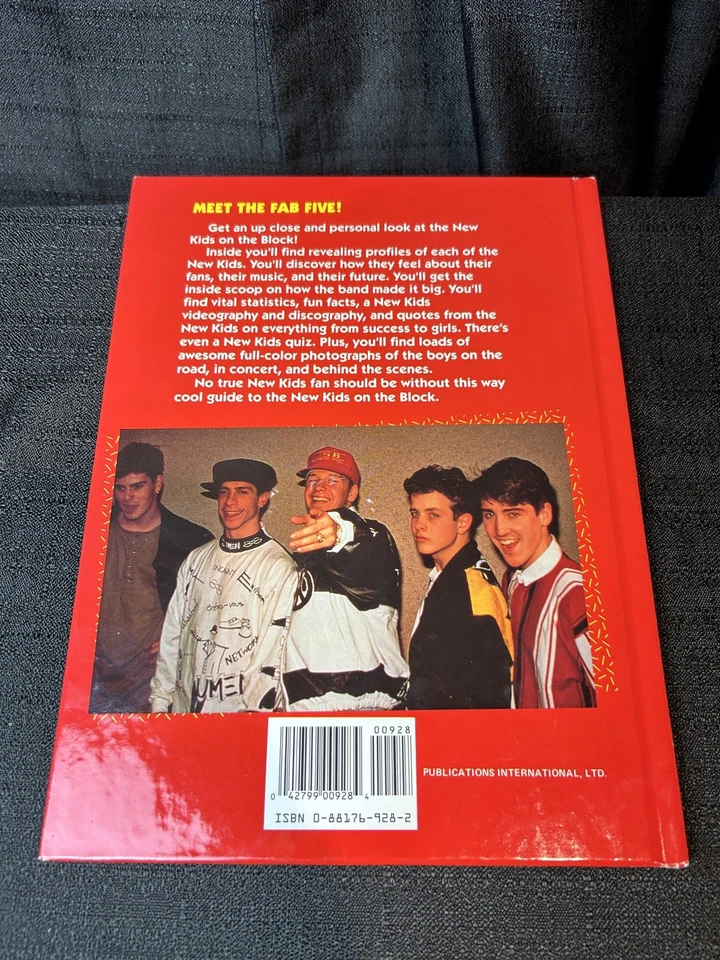 MEET THE FAB FIVE!
Get an up close and personal look at the New
Kids on the Block!
Inside you'll find revealing profiles of each of the
New Kids. You'll discover how they feel about their
fans, their music, and their future. You'll get the
inside scoop on how the band made it big. You'll
find vital statistics, fun facts, a New Kids
videography and discography, and quotes from the
New Kids on everything from success to girls. There's
even a New Kids quiz. Plus, you'll find loads of
awesome full-color photographs of the boys on the
road, in concert, and behind the scenes.
No true New Kids fan should be without this way
cool guide to the New Kids on the Block.
NETWORK
00928
0 42799 00928 4
ISBN 0-88176-928-2
PUBLICATIONS INTERNATIONAL, LTD.